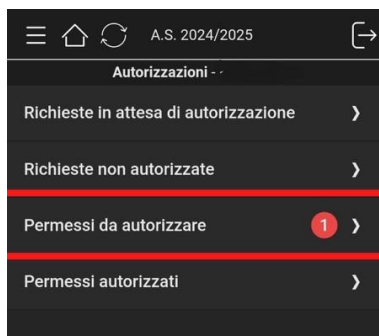 A.S. 2024/2025
Autorizzazioni -
Richieste in attesa di autorizzazione
Richieste non autorizzate
Permessi da autorizzare 1
Permessi autorizzati